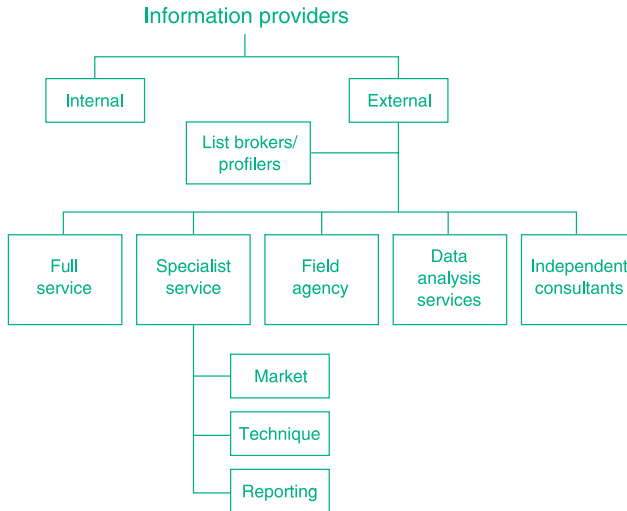 Information providers
Internal
External
List brokers/
profilers
Full
service
Specialist
service
Field
agency
Data
analysis
services
Independent
consultants
Market
Technique
Reporting